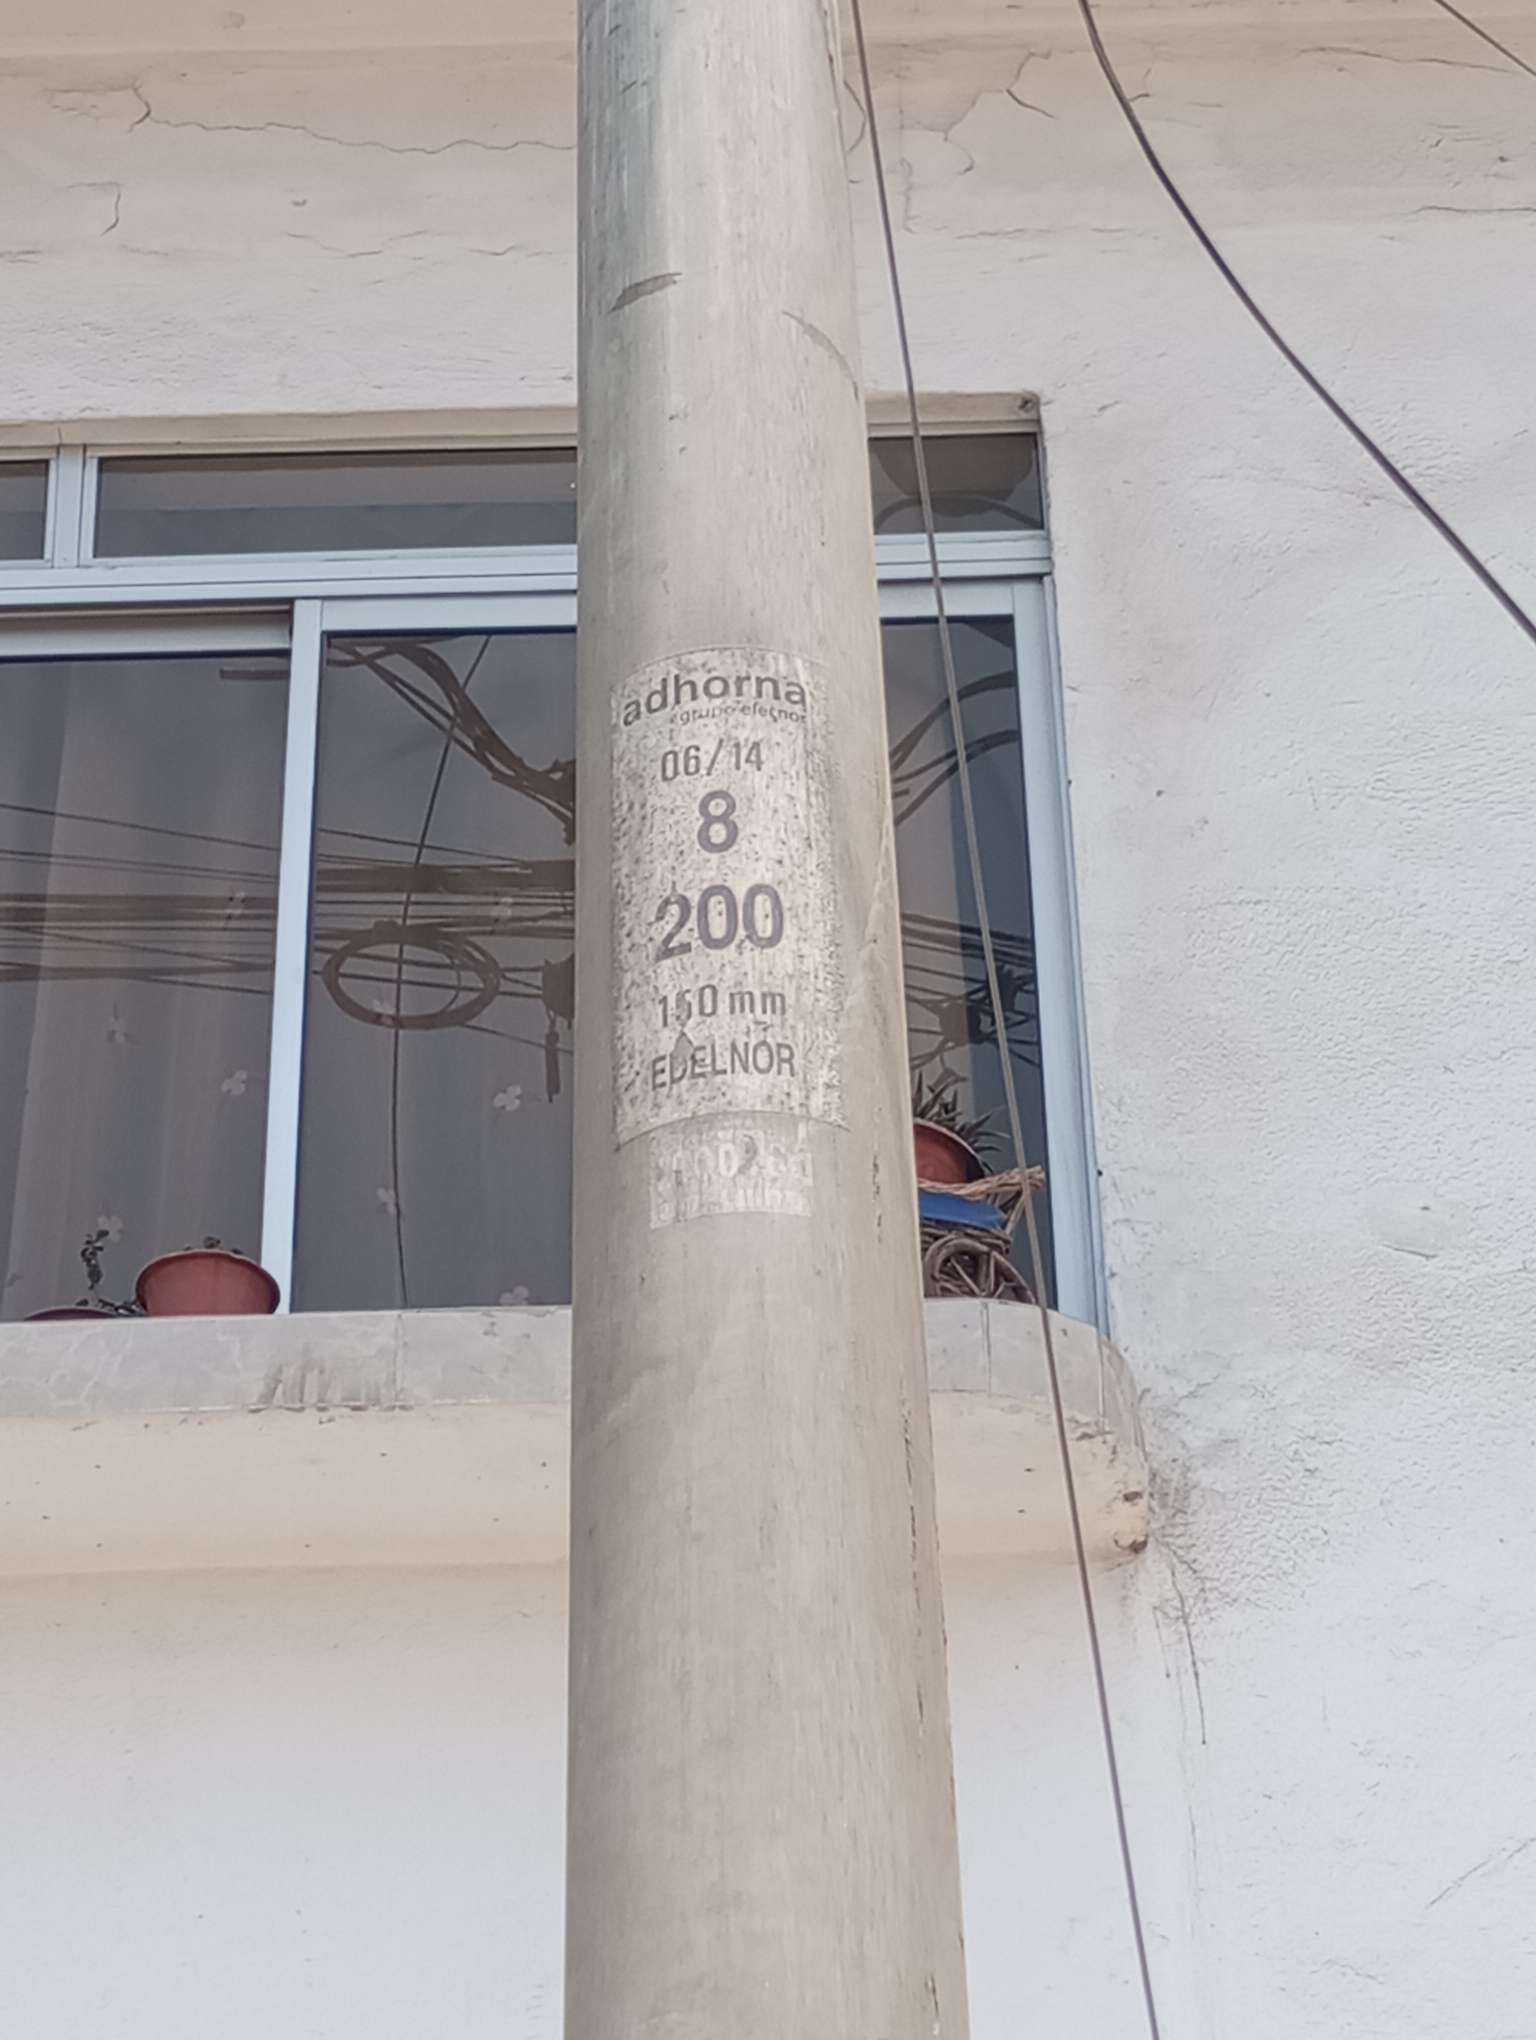 adhorna
grupo elecnor
06/14
8
200
150 mm
EDELNOR